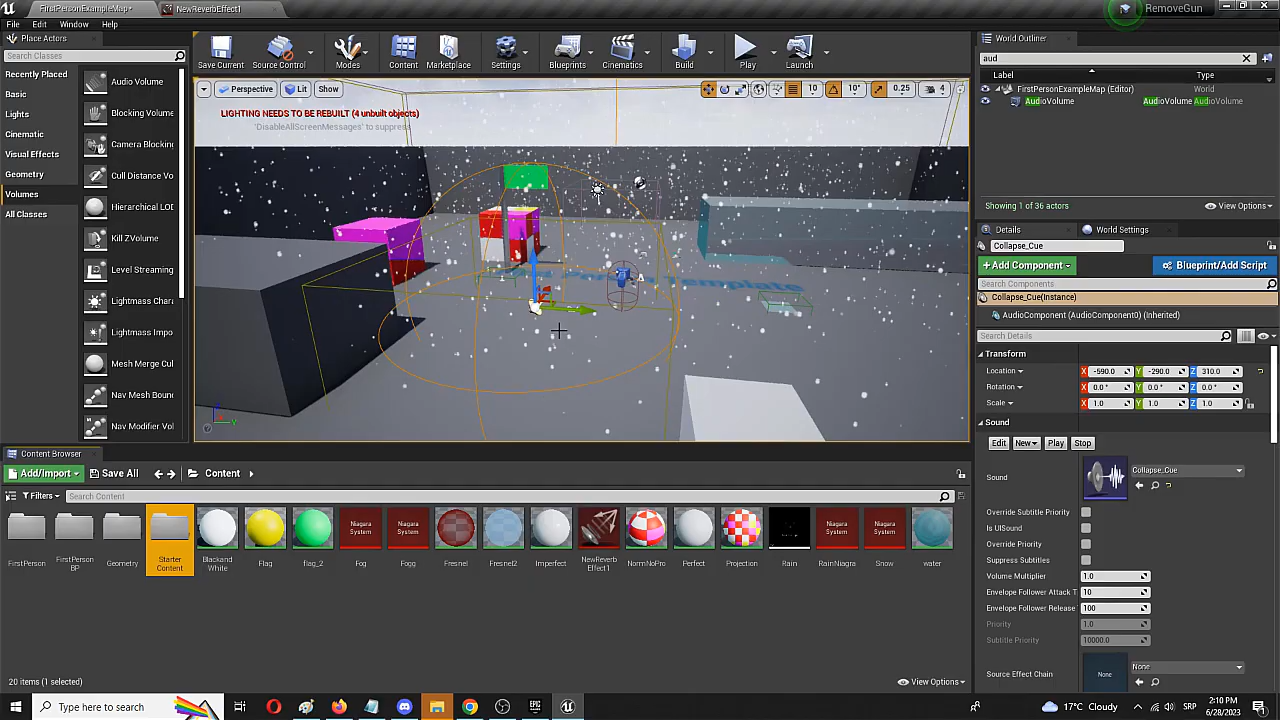 FirstPersonExampleMap*
NewReverbEffect1
RemoveGun
File Edit Window Help
Place Actors
Search Classes
Recently Placed
Basic
Lights
Cinematic
Visual Effects
Geometry
Volumes
All Classes
Audio Volume
Blocking Volume
Camera Blocking
Cull Distance Vo
Hierarchical LOD
Kill ZVolume
Level Streaming
Lightmass Chara
Lightmass Impo
Mesh Merge Cul
Nav Mesh Bound
Nav Modifier Vol
Save Current Source Control Modes Content Marketplace Settings Blueprints Cinematics Build Play Launch
Perspective Lit Show 10 10° 0.25 4
LIGHTING NEEDS TO BE REBUILT (4 unbuilt objects)
'DisableAllScreenMessages' to suppress
World Outliner
aud
Label Type
FirstPersonExampleMap (Editor) World
AudioVolume AudioVolume AudioVolume
Showing 1 of 36 actors View Options
Details World Settings
Collapse_Cue
+Add Component Blueprint/Add Script
Search Components
Collapse_Cue(Instance)
AudioComponent (AudioComponent0) (Inherited)
Search Details
Transform
Location X -590.0 Y -290.0 Z 310.0
Rotation X 0.0 ° Y 0.0 ° Z 0.0 °
Scale X 1.0 Y 1.0 Z 1.0
Sound
Edit New Play Stop
Sound Collapse_Cue
Override Subtitle Priority
Is UISound
Override Priority
Suppress Subtitles
Volume Multiplier 1.0
Envelope Follower Attack T 10
Envelope Follower Release 100
Priority 1.0
Subtitle Priority 10000.0
Source Effect Chain None None
Content Browser
Add/Import Save All Content
Filters Search Content
FirstPerson
FirstPerson BP
Geometry
Starter Content
Blackand White
Flag
flag_2
Niagara System
Fog
Niagara System
Fogg
Fresnel
Fresnel2
Imperfect
NewReverb Effect1
NormNoPro
Perfect
Projection
Rain
Niagara System
RainNiagra
Niagara System
Snow
water
20 items (1 selected) View Options
Type here to search
17°C Cloudy
SRP
2:10 PM
6/28/2023